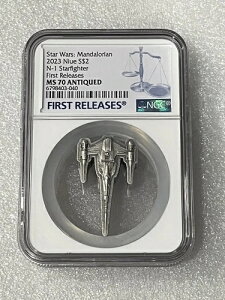 Star Wars: Mandalorian
2023 Niue S$2
N-1 Starfighter
First Releases
MS 70 ANTIQUED
6798403-040
FIRST RELEASES®
NGC